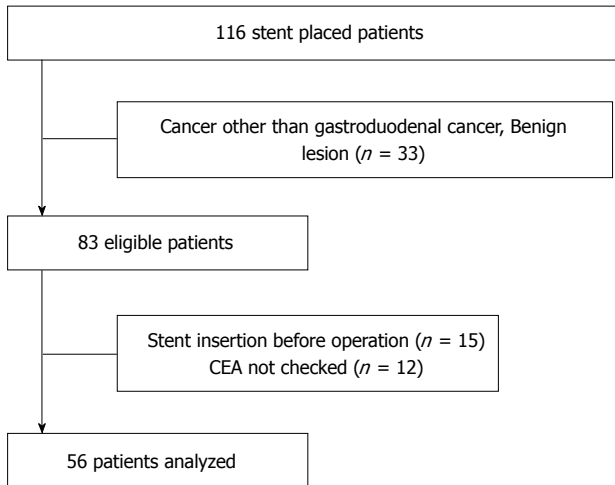 116 stent placed patients
Cancer other than gastroduodenal cancer, Benign
lesion (n = 33)
83 eligible patients
Stent insertion before operation (n = 15)
CEA not checked (n = 12)
56 patients analyzed